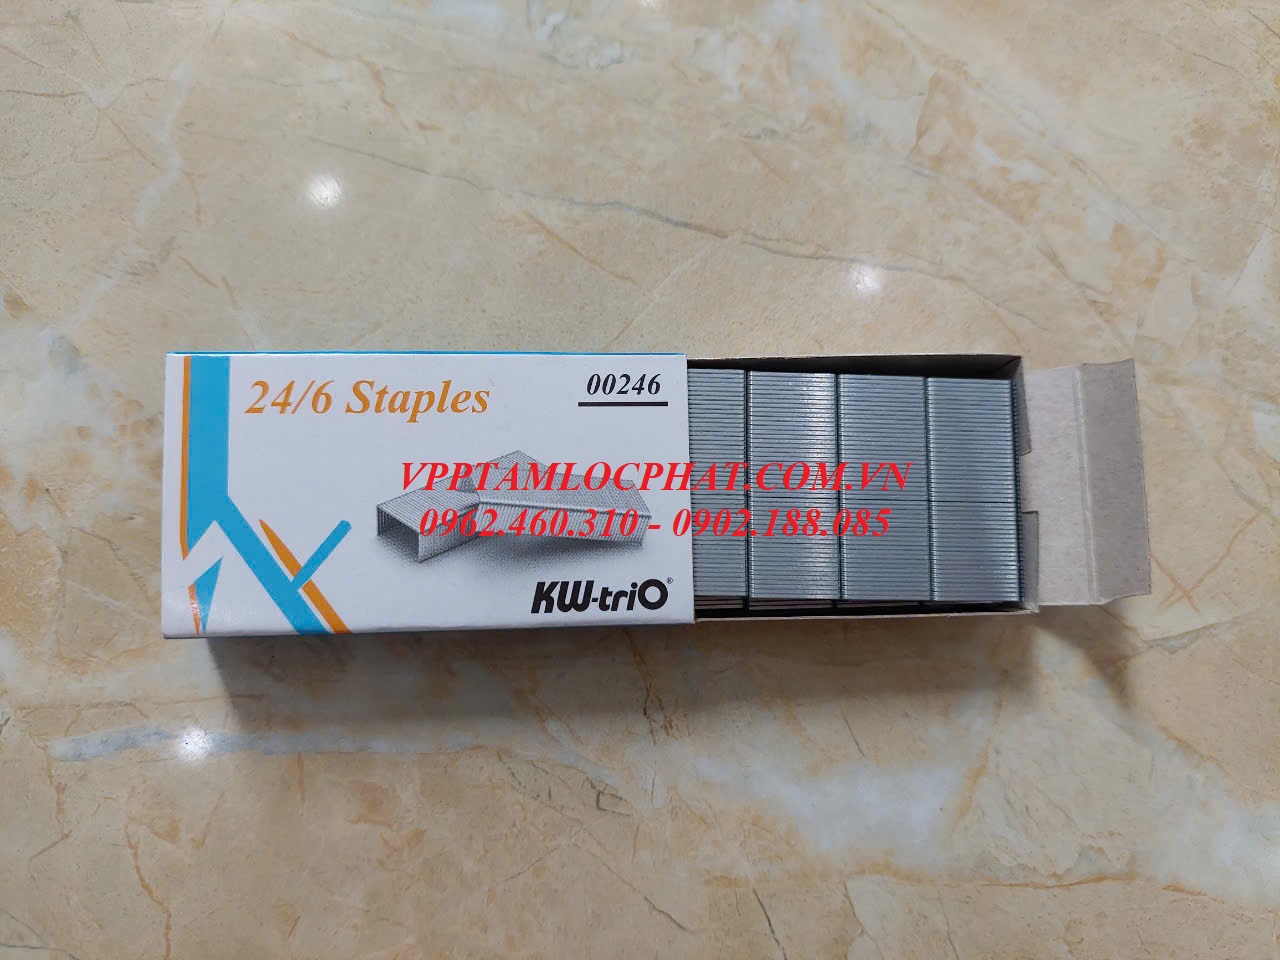 24/6 Staples
00246
VPPTAMLOCPHAT.COM.VN
0962.460.310 - 0902.188.085
KW-triO®